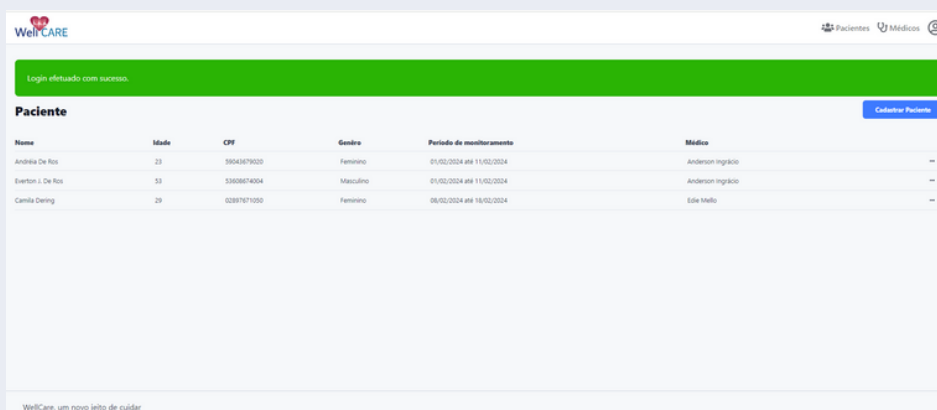 WellCARE
Pacientes Médicos
Login efetuado com sucesso.
Paciente
Cadastrar Paciente
Nome Idade CPF Genêro Período de monitoramento Médico
Andréia De Ros 23 59043679020 Feminino 01/02/2024 até 11/02/2024 Anderson Ingrácio
Everton J. De Ros 53 53606674004 Masculino 01/02/2024 até 11/02/2024 Anderson Ingrácio
Camila Dering 29 02897671050 Feminino 08/02/2024 até 18/02/2024 Edie Mello
WellCare, um novo jeito de cuidar